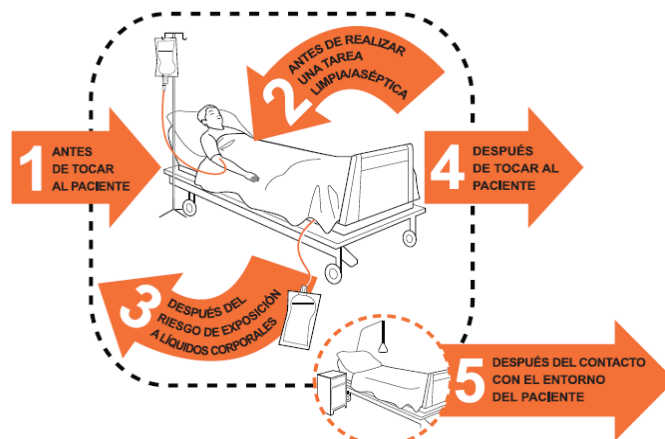 1 ANTES
DE TOCAR
AL PACIENTE
2 ANTES DE REALIZAR
UNA TAREA
LIMPIA/ASÉPTICA
3 DESPUÉS DEL
RIESGO DE EXPOSICIÓN
A LÍQUIDOS CORPORALES
4 DESPUÉS
DE TOCAR AL
PACIENTE
5 DESPUÉS DEL CONTACTO
CON EL ENTORNO
DEL PACIENTE